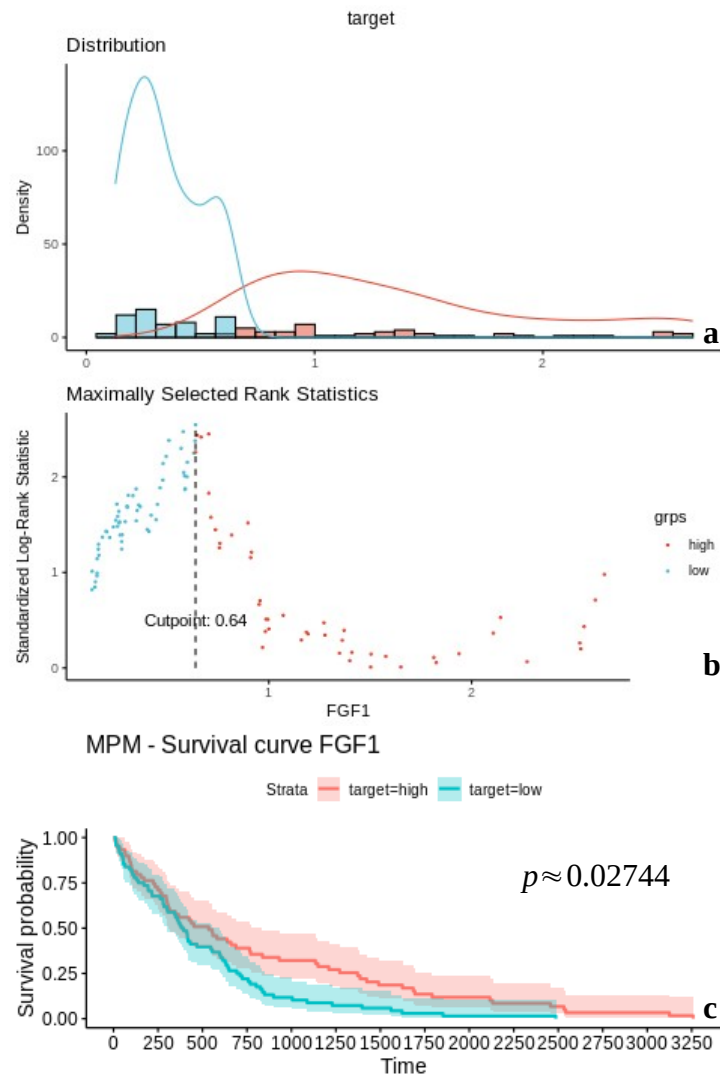 target
Distribution
Density
100
50
0
0 1 2
a
Maximally Selected Rank Statistics
Standardized Log-Rank Statistic
2
1
0
Cutpoint: 0.64
1 2
FGF1
grps
high
low
b
MPM - Survival curve FGF1
Strata target=high target=low
Survival probability
1.00
0.75
0.50
0.25
0.00
p≈0.02744
c
0 250 500 750 1000 1250 1500 1750 2000 2250 2500 2750 3000 3250
Time